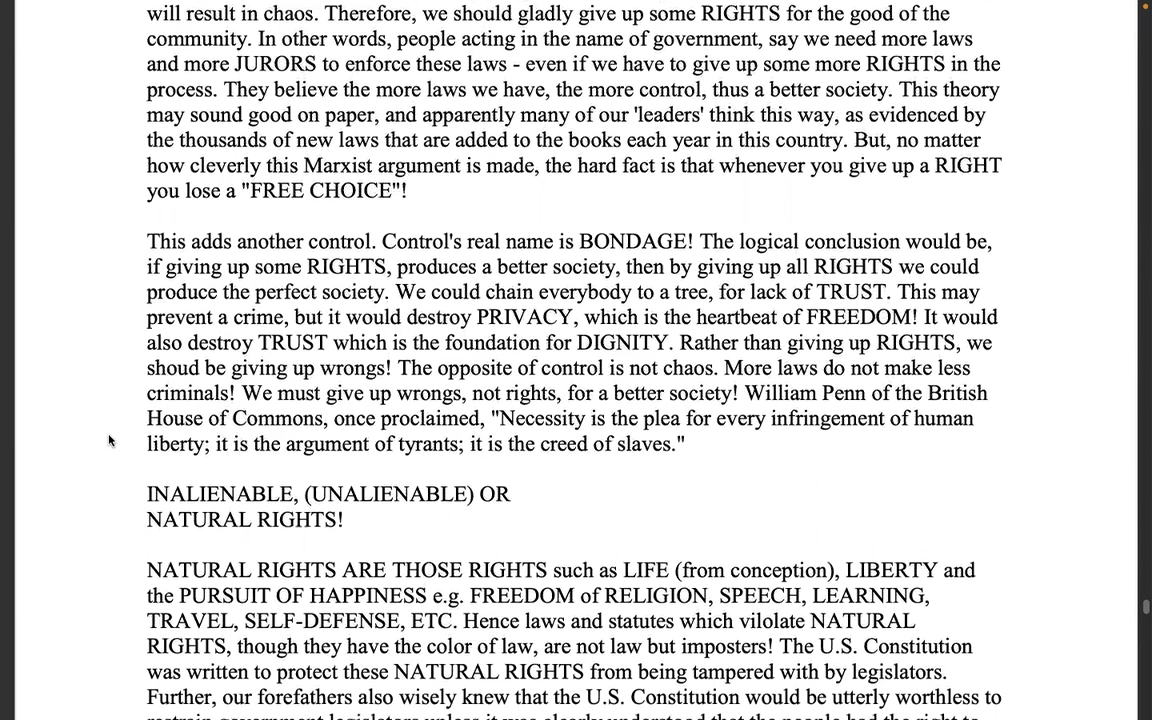 will result in chaos. Therefore, we should gladly give up some RIGHTS for the good of the
community. In other words, people acting in the name of government, say we need more laws
and more JURORS to enforce these laws - even if we have to give up some more RIGHTS in the
process. They believe the more laws we have, the more control, thus a better society. This theory
may sound good on paper, and apparently many of our 'leaders' think this way, as evidenced by
the thousands of new laws that are added to the books each year in this country. But, no matter
how cleverly this Marxist argument is made, the hard fact is that whenever you give up a RIGHT
you lose a "FREE CHOICE"!
This adds another control. Control's real name is BONDAGE! The logical conclusion would be,
if giving up some RIGHTS, produces a better society, then by giving up all RIGHTS we could
produce the perfect society. We could chain everybody to a tree, for lack of TRUST. This may
prevent a crime, but it would destroy PRIVACY, which is the heartbeat of FREEDOM! It would
also destroy TRUST which is the foundation for DIGNITY. Rather than giving up RIGHTS, we
shoud be giving up wrongs! The opposite of control is not chaos. More laws do not make less
criminals! We must give up wrongs, not rights, for a better society! William Penn of the British
House of Commons, once proclaimed, "Necessity is the plea for every infringement of human
liberty; it is the argument of tyrants; it is the creed of slaves."
INALIENABLE, (UNALIENABLE) OR
NATURAL RIGHTS!
NATURAL RIGHTS ARE THOSE RIGHTS such as LIFE (from conception), LIBERTY and
the PURSUIT OF HAPPINESS e.g. FREEDOM of RELIGION, SPEECH, LEARNING,
TRAVEL, SELF-DEFENSE, ETC. Hence laws and statutes which vilolate NATURAL
RIGHTS, though they have the color of law, are not law but imposters! The U.S. Constitution
was written to protect these NATURAL RIGHTS from being tampered with by legislators.
Further, our forefathers also wisely knew that the U.S. Constitution would be utterly worthless to
restrain government legislators unless it was clearly understood that the people had the right to